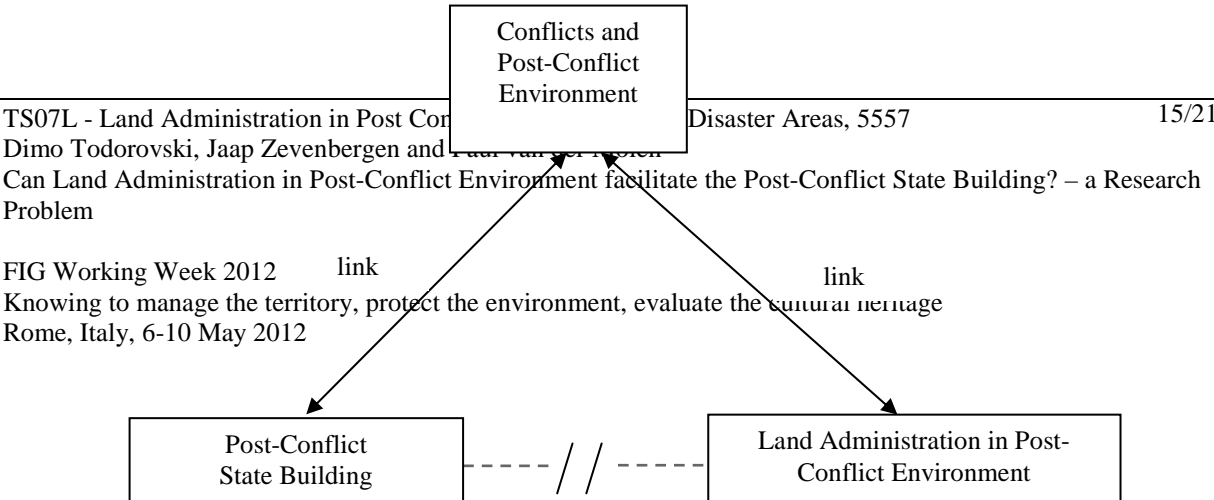 Conflicts and
Post-Conflict
Environment
TS07L - Land Administration in Post Con Disaster Areas, 5557 15/21
Dimo Todorovski, Jaap Zevenbergen and
Can Land Administration in Post-Conflict Environment facilitate the Post-Conflict State Building? – a Research
Problem
FIG Working Week 2012 link link
Knowing to manage the territory, protect the environment, evaluate the cultural heritage
Rome, Italy, 6-10 May 2012
Post-Conflict
State Building
Land Administration in Post-
Conflict Environment